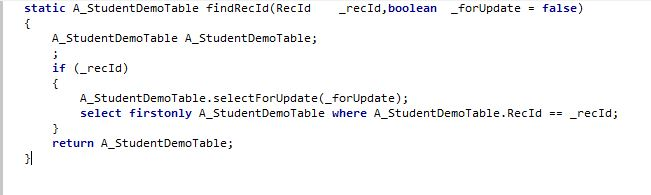 static A_StudentDemoTable findRecId(RecId    _recId,boolean  _forUpdate = false)
{
    A_StudentDemoTable A_StudentDemoTable;
    ;
    if (_recId)
    {
        A_StudentDemoTable.selectForUpdate(_forUpdate);
        select firstonly A_StudentDemoTable where A_StudentDemoTable.RecId == _recId;
    }
    return A_StudentDemoTable;
}